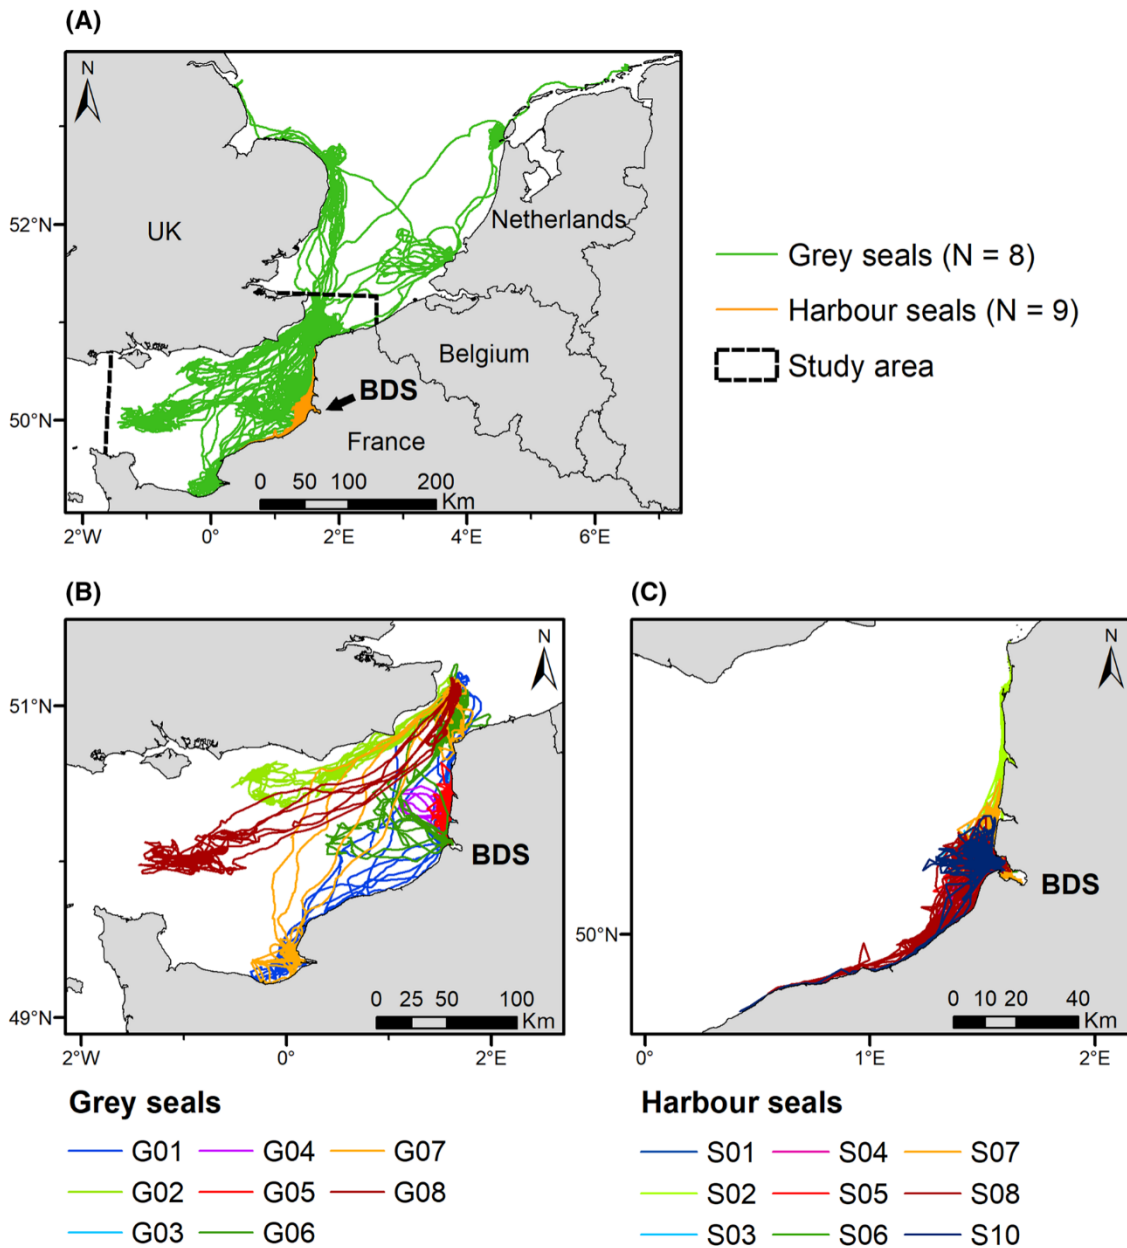 (A)
N
UK
Netherlands
Belgium
BDS
France
52°N
50°N
0 50 100 200
Km
2°W 0° 2°E 4°E 6°E
Grey seals (N = 8)
Harbour seals (N = 9)
Study area
(B)
N
51°N
49°N
BDS
0 25 50 100
Km
2°W 0° 2°E
(C)
N
50°N
BDS
0 10 20 40
Km
0° 1°E 2°E
Grey seals
G01 G04 G07
G02 G05 G08
G03 G06
Harbour seals
S01 S04 S07
S02 S05 S08
S03 S06 S10